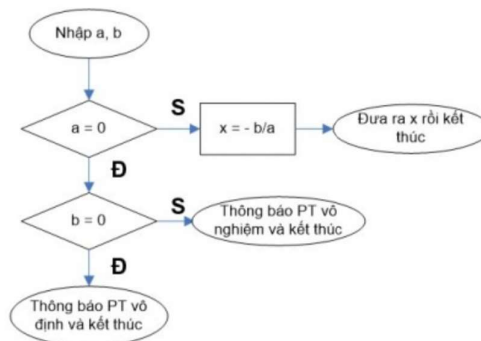 Nhập a, b
a = 0
S
x = - b/a
Đưa ra x rồi kết
thúc
Đ
b = 0
S
Thông báo PT vô
nghiệm và kết thúc
Đ
Thông báo PT vô
định và kết thúc